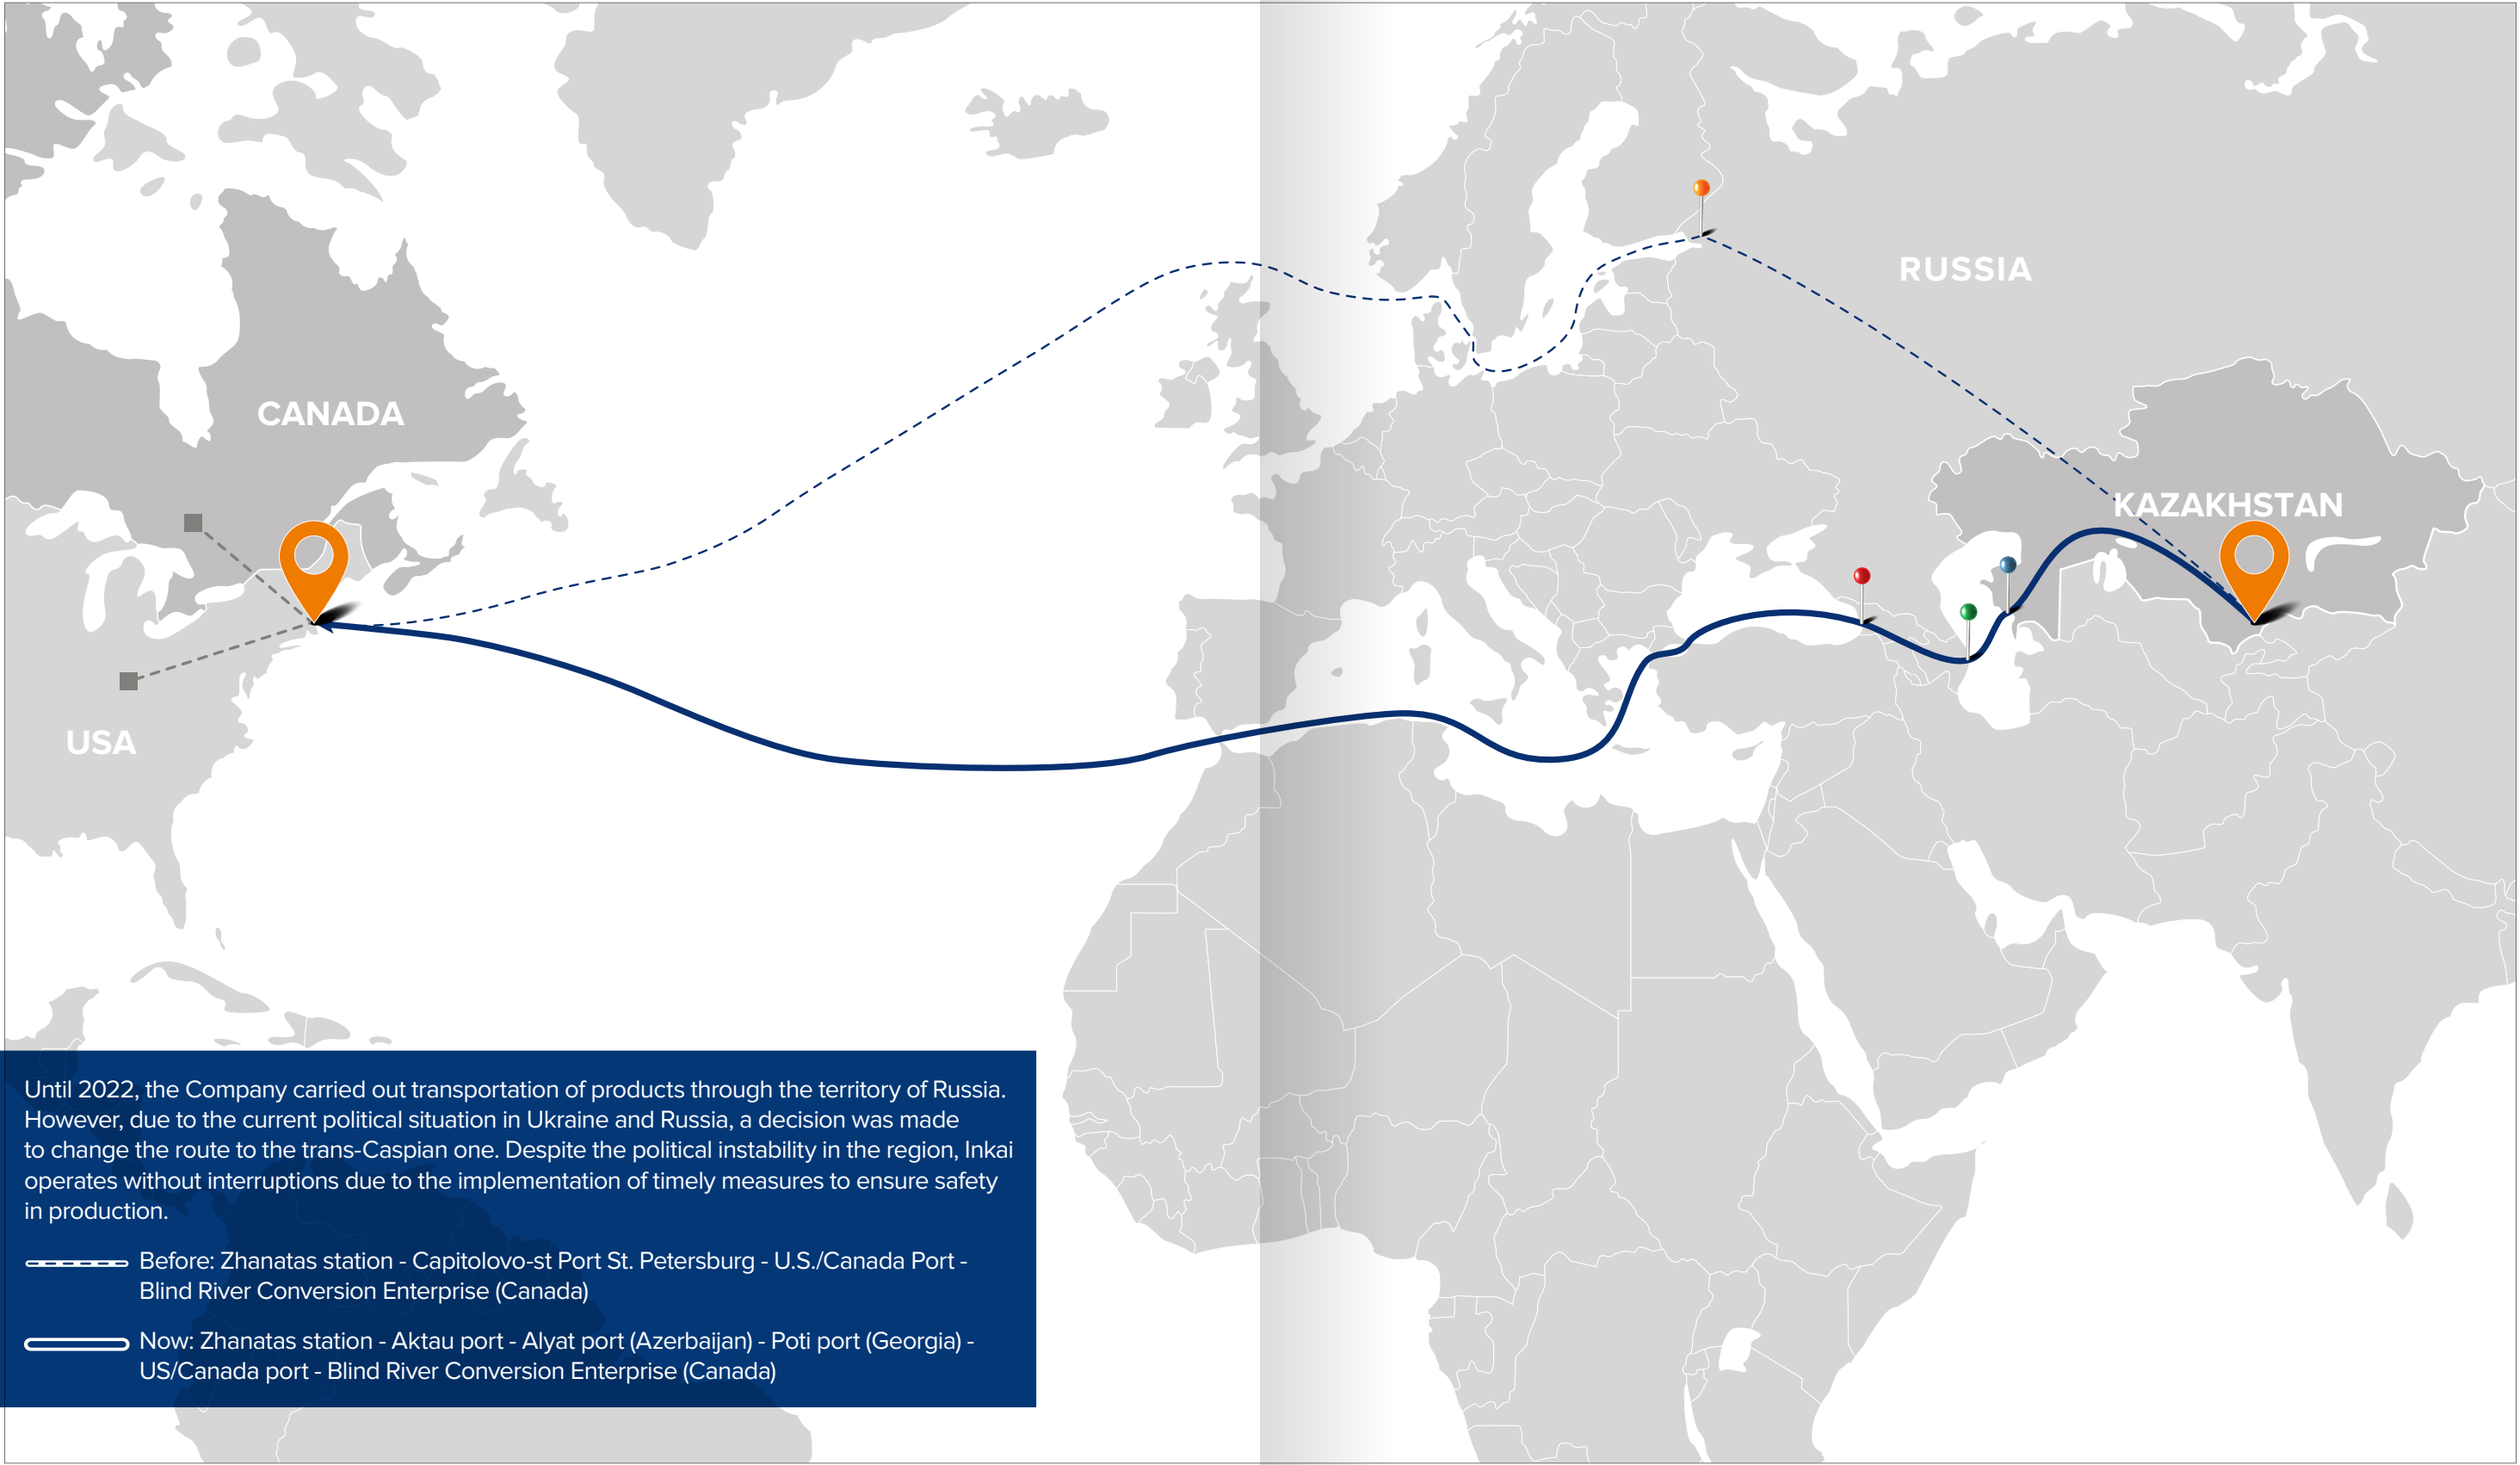 RUSSIA
CANADA
KAZAKHSTAN
USA
Until 2022, the Company carried out transportation of products through the territory of Russia.
However, due to the current political situation in Ukraine and Russia, a decision was made
to change the route to the trans-Caspian one. Despite the political instability in the region, Inkai
operates without interruptions due to the implementation of timely measures to ensure safety
in production.
Before: Zhanatas station - Capitolovo-st Port St. Petersburg - U.S./Canada Port -
Blind River Conversion Enterprise (Canada)
Now: Zhanatas station - Aktau port - Alyat port (Azerbaijan) - Poti port (Georgia) -
US/Canada port - Blind River Conversion Enterprise (Canada)